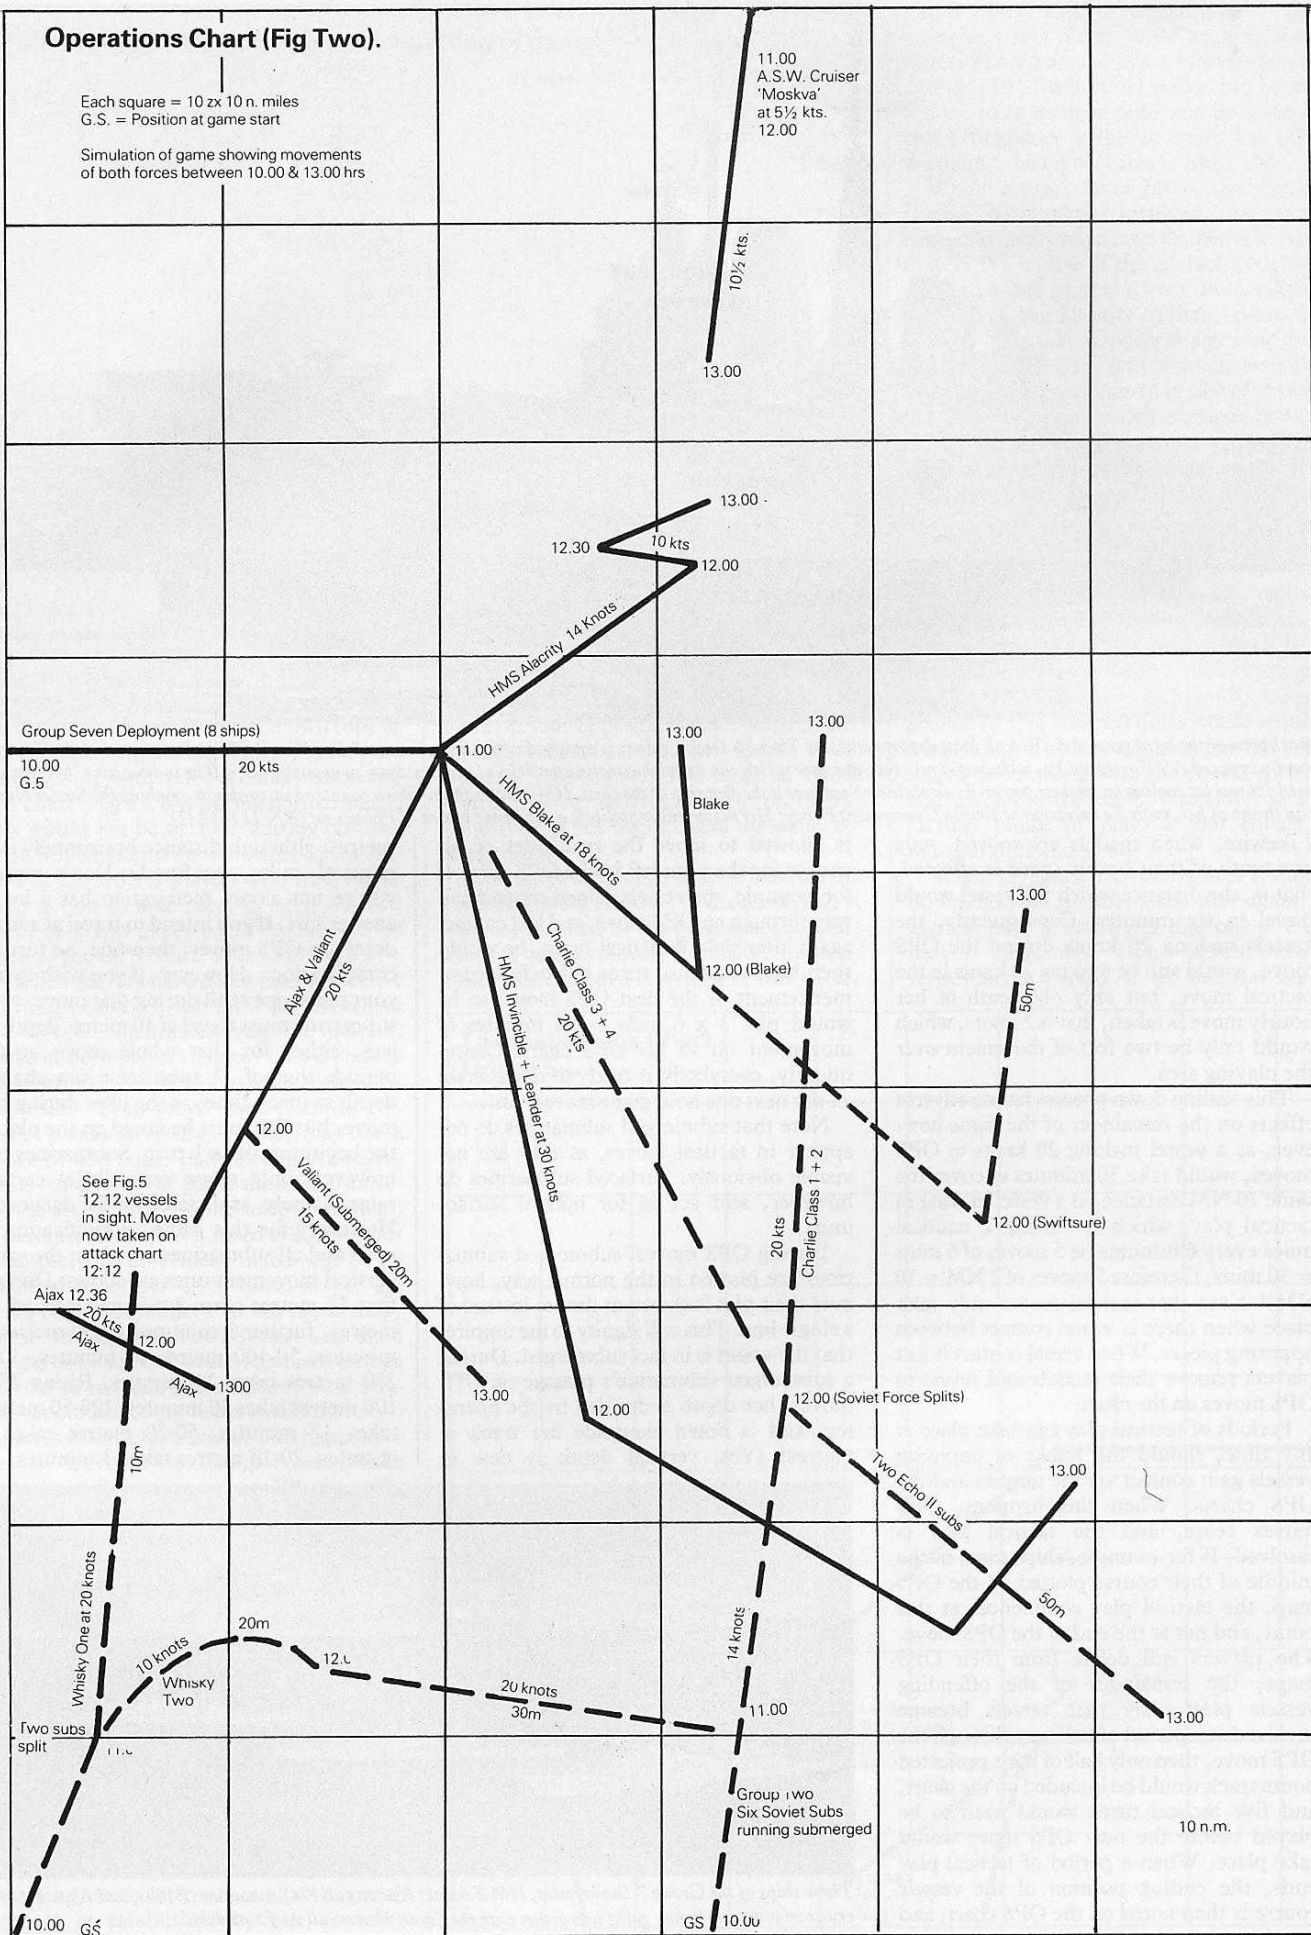 Operations Chart (Fig Two).
Each square = 10 zx 10 n. miles
G.S. = Position at game start
Simulation of game showing movements
of both forces between 10.00 & 13.00 hrs
11.00
A.S.W. Cruiser
'Moskva'
at 5½ kts.
12.00
10½ kts.
13.00
13.00
12.30
10 kts
12.00
HMS Alacrity 14 Knots
Group Seven Deployment (8 ships)
10.00
G.5
20 kts
11.00
13.00
13.00
Blake
HMS Blake at 18 knots
13.00
Ajax & Valiant
20 kts
Charlie Class 3 + 4
20 kts
HMS Invincible + Leander at 30 knots
12.00 (Blake)
50m
12.00
Valiant (Submerged) 20m
15 knots
20 kts
Charlie Class 1 + 2
12.00 (Swiftsure)
See Fig.5
12.12 vessels
in sight. Moves
now taken on
attack chart
12:12
Ajax 12.36
20 kts
Ajax
12.00
Ajax
1300
13.00
12.00
12.00 (Soviet Force Splits)
10m
Two Echo II subs
13.00
Whisky One at 20 knots
50m
14 knots
20m
10 knots
Whisky
Two
20 knots
30m
11.00
13.00
Two subs
split
Group Two
Six Soviet Subs
running submerged
10 n.m.
10.00
GS
GS
10.00